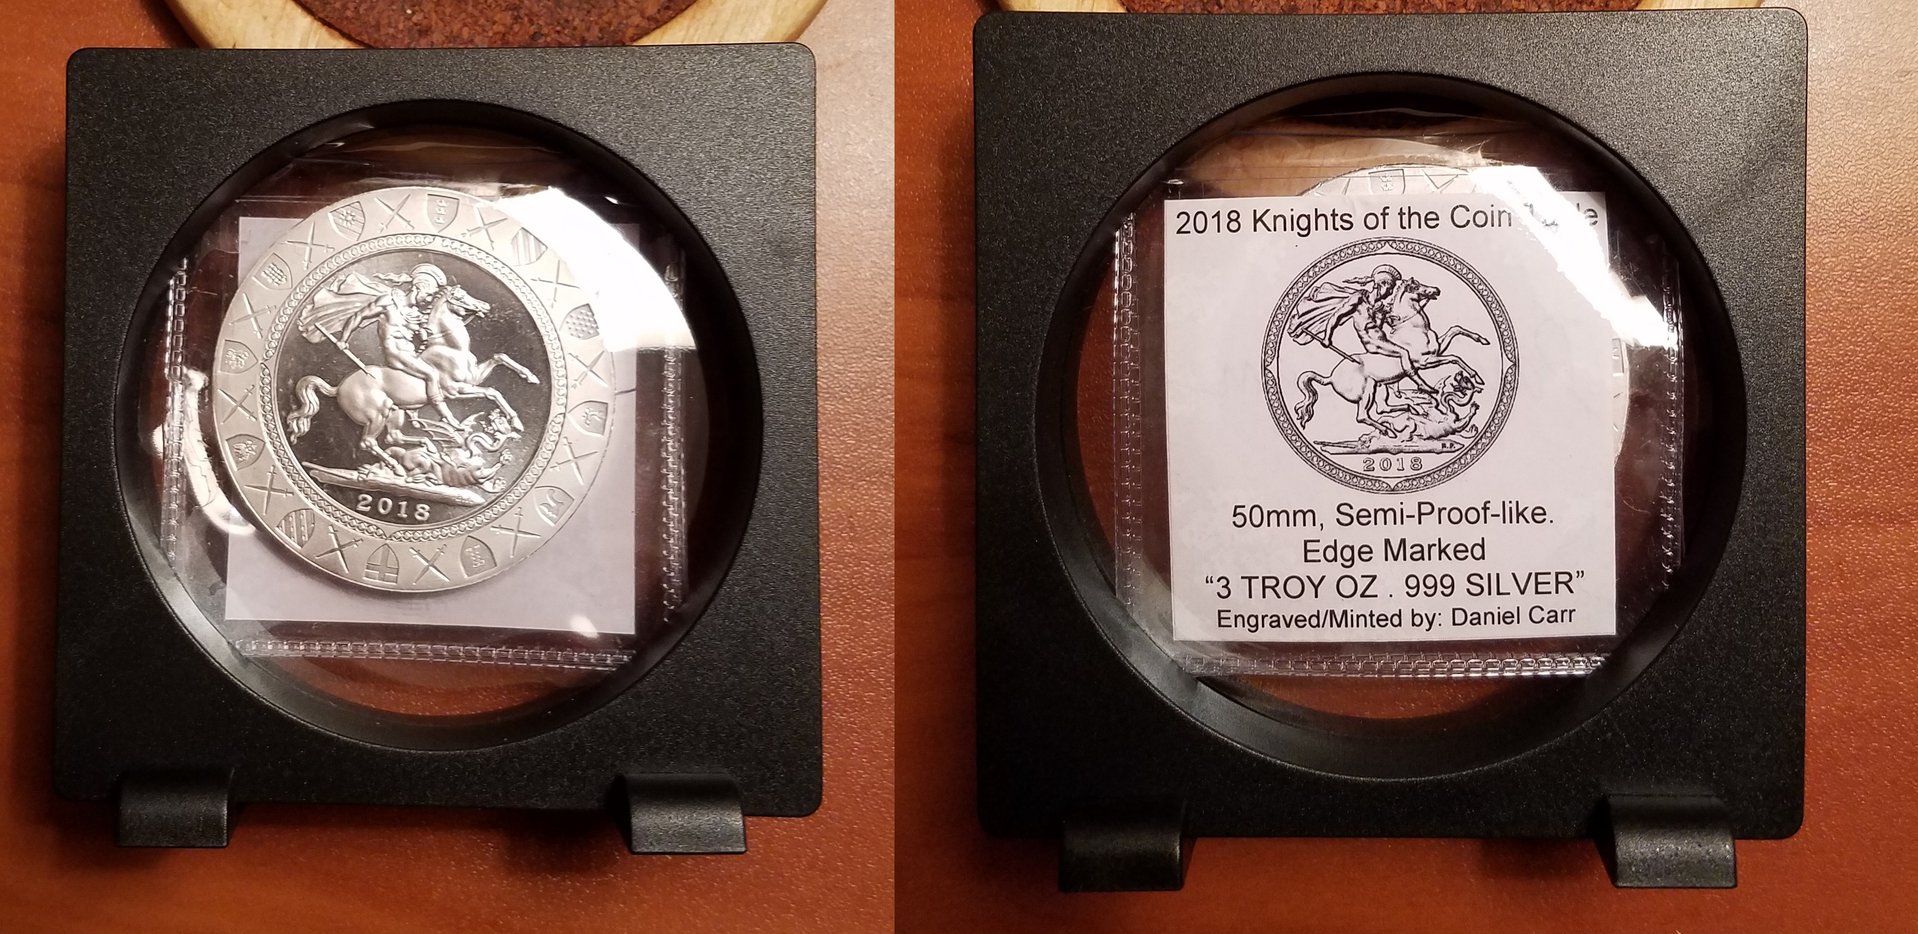 2018
2018 Knights of the Coin
2018
50mm, Semi-Proof-like.
Edge Marked
“3 TROY OZ . 999 SILVER”
Engraved/Minted by: Daniel Carr